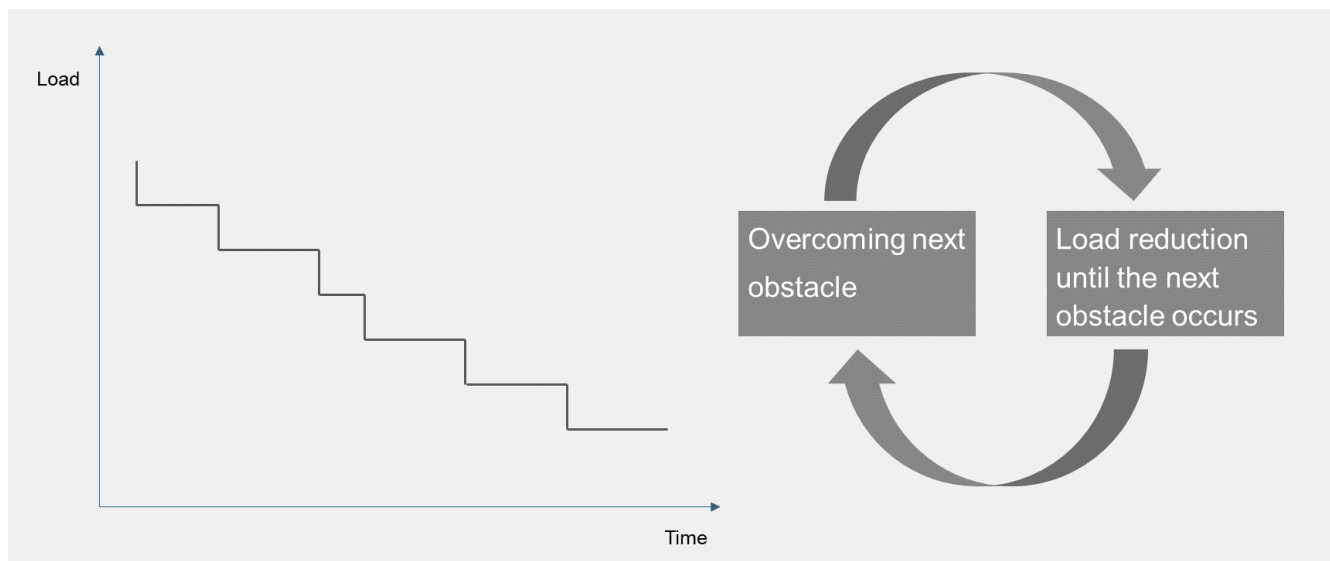 Load
Time
Overcoming next
obstacle
Load reduction
until the next
obstacle occurs